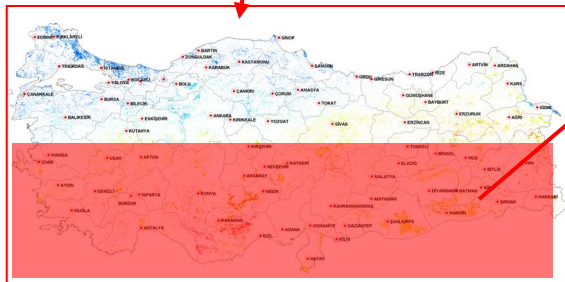 SİNOP
EDİRNE KIRKLARELİ
BARTIN
ZONGULDAK
KASTAMONU
TEKİRDAĞ
İSTANBUL
KARABÜK
SAMSUN
ARTVİN
ARDAHAN
TRABZON
RİZE
ORDU
GİRESUN
KOCAELİ
YALOVA
BOLU
KARS
ÇANAKKALE
ÇANKIRI
ÇORUM
AMASYA
GÜMÜŞHANE
BURSA
BİLECİK
TOKAT
BAYBURT
IĞDIR
BALIKESİR
ESKİŞEHİR
ANKARA
KIRIKKALE
YOZGAT
SİVAS
ERZİNCAN
ERZURUM
AĞRI
KÜTAHYA
KIRŞEHİR
TUNCELİ
BİNGÖL
MUŞ
MANİSA
İZMİR
UŞAK
AFYON
NEVŞEHİR
KAYSERİ
ELAZIĞ
BİTLİS
VAN
AKSARAY
MALATYA
AYDIN
DENİZLİ
ISPARTA
BURDUR
KONYA
NİĞDE
ADIYAMAN
DİYARBAKIR
BATMAN
ŞIRNAK
HAKKARİ
MUĞLA
KAHRAMANMARAŞ
MARDİN
ANTALYA
KARAMAN
İÇEL
ADANA
OSMANİYE
GAZİANTEP
ŞANLIURFA
KİLİS
HATAY